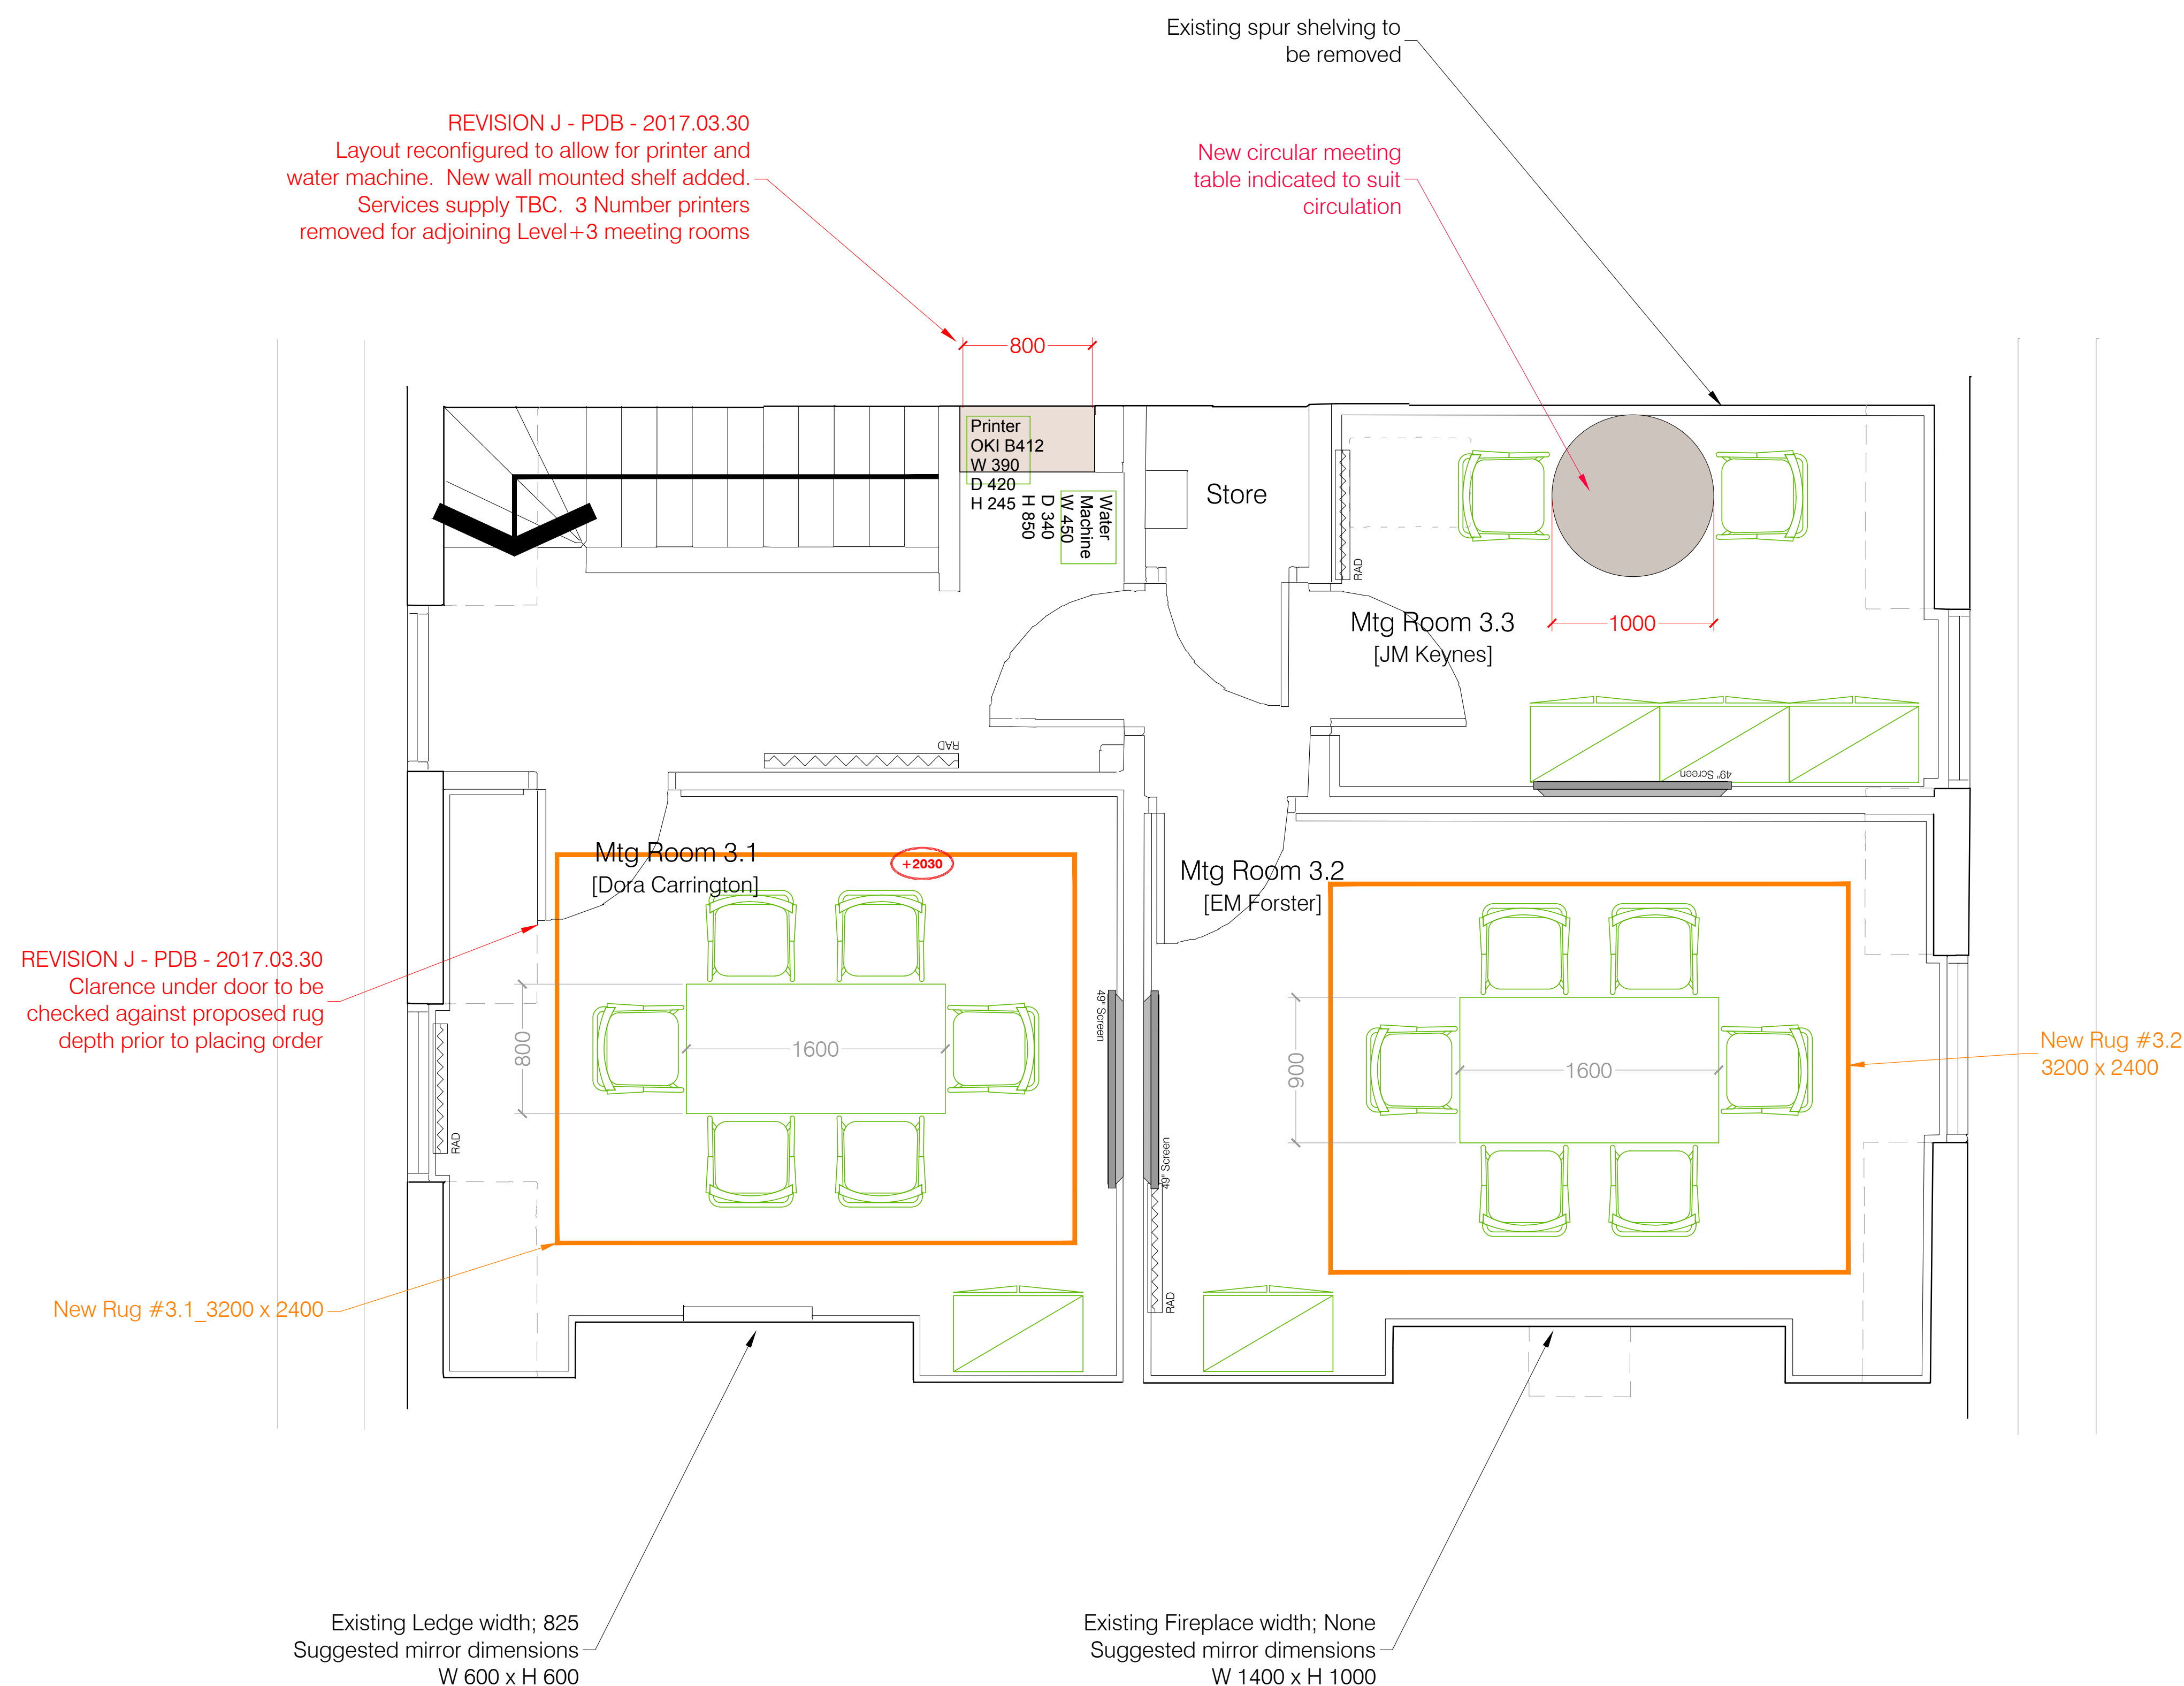 Existing spur shelving to
be removed
REVISION J - PDB - 2017.03.30
Layout reconfigured to allow for printer and
water machine.  New wall mounted shelf added.
Services supply TBC.  3 Number printers
removed for adjoining Level+3 meeting rooms
New circular meeting
table indicated to suit
circulation
800
Printer
OKI B412
W 390
D 420
H 245
Water
Machine
W 450
D 340
H 850
Store
RAD
Mtg Room 3.3
[JM Keynes]
1000
RAD
49" Screen
Mtg Room 3.1
[Dora Carrington]
+2030
Mtg Room 3.2
[EM Forster]
REVISION J - PDB - 2017.03.30
Clarence under door to be
checked against proposed rug
depth prior to placing order
800
1600
49" Screen
RAD
900
1600
49" Screen
RAD
New Rug #3.2
3200 x 2400
New Rug #3.1_3200 x 2400
Existing Ledge width; 825
Suggested mirror dimensions
W 600 x H 600
Existing Fireplace width; None
Suggested mirror dimensions
W 1400 x H 1000